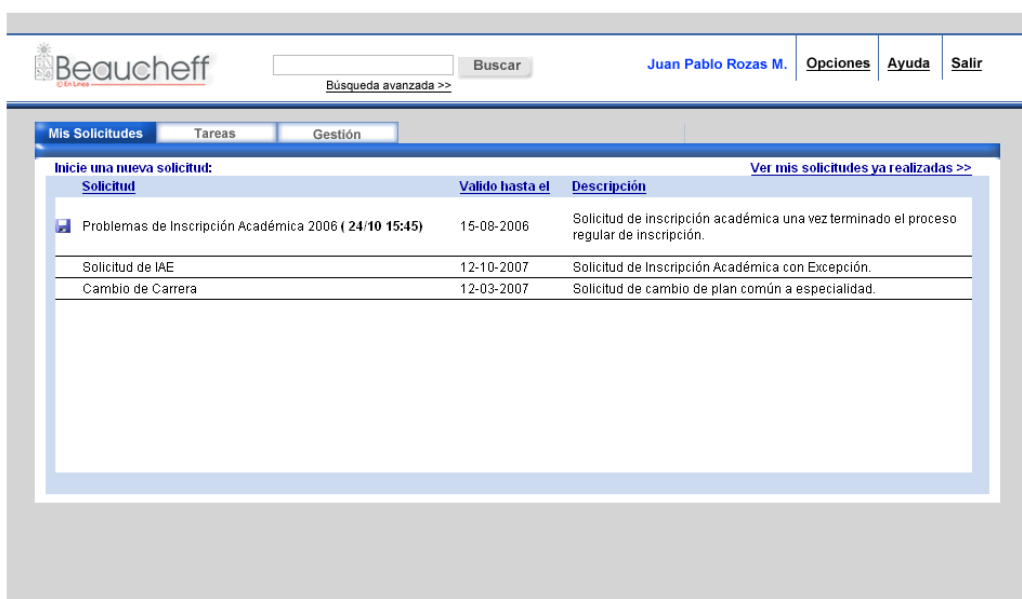 Beaucheff
En Línea
Buscar
Búsqueda avanzada >>
Juan Pablo Rozas M.
Opciones
Ayuda
Salir
Mis Solicitudes
Tareas
Gestión
Inicie una nueva solicitud:
Ver mis solicitudes ya realizadas >>
Solicitud
Valido hasta el
Descripción
Problemas de Inscripción Académica 2006 ( 24/10 15:45)
15-08-2006
Solicitud de inscripción académica una vez terminado el proceso
regular de inscripción.
Solicitud de IAE
12-10-2007
Solicitud de Inscripción Académica con Excepción.
Cambio de Carrera
12-03-2007
Solicitud de cambio de plan común a especialidad.